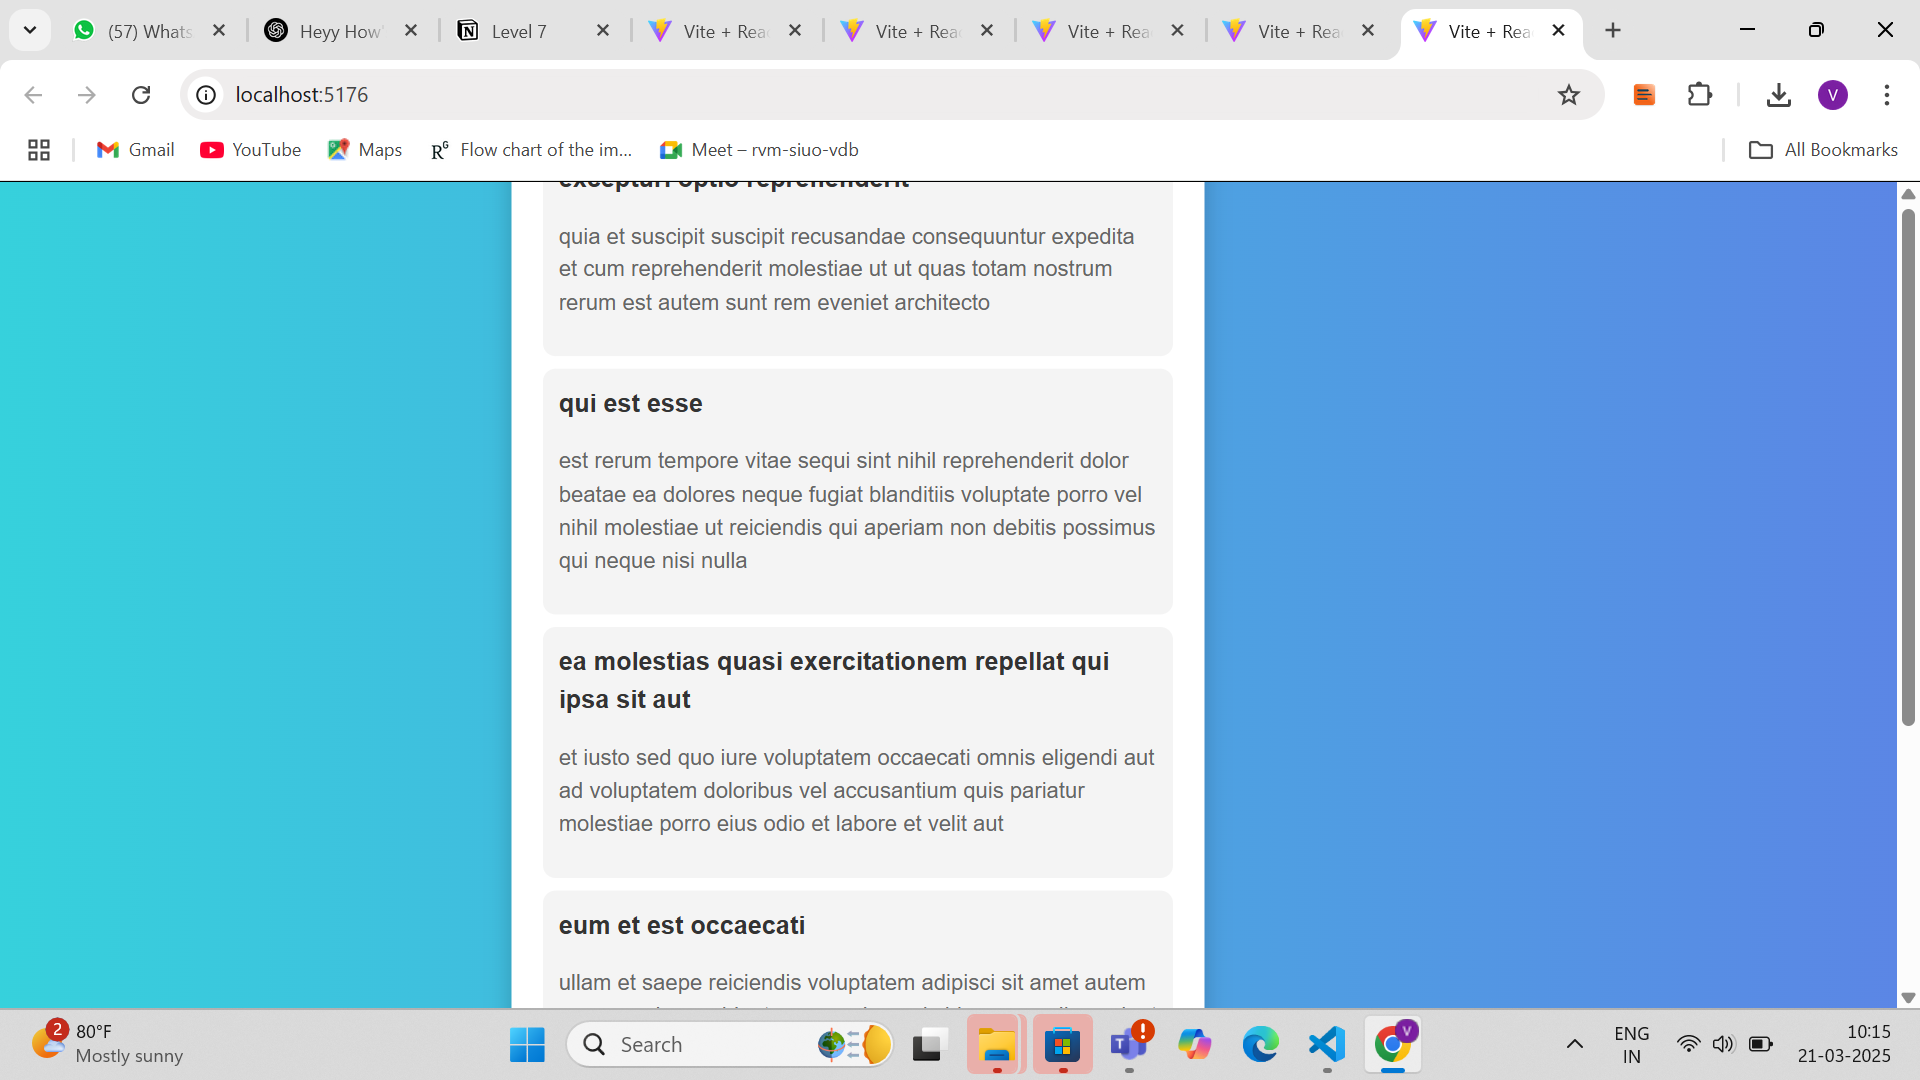 (57) Whats
Heyy How'
Level 7
Vite + Rea
Vite + Rea
Vite + Rea
Vite + Rea
Vite + Rea
localhost:5176
V
Gmail
YouTube
Maps
Flow chart of the im...
Meet – rvm-siuo-vdb
All Bookmarks
excepturi optio reprehenderit
quia et suscipit suscipit recusandae consequuntur expedita
et cum reprehenderit molestiae ut ut quas totam nostrum
rerum est autem sunt rem eveniet architecto
qui est esse
est rerum tempore vitae sequi sint nihil reprehenderit dolor
beatae ea dolores neque fugiat blanditiis voluptate porro vel
nihil molestiae ut reiciendis qui aperiam non debitis possimus
qui neque nisi nulla
ea molestias quasi exercitationem repellat qui
ipsa sit aut
et iusto sed quo iure voluptatem occaecati omnis eligendi aut
ad voluptatem doloribus vel accusantium quis pariatur
molestiae porro eius odio et labore et velit aut
eum et est occaecati
ullam et saepe reiciendis voluptatem adipisci sit amet autem
2
80°F
Mostly sunny
Search
V
ENG
IN
10:15
21-03-2025